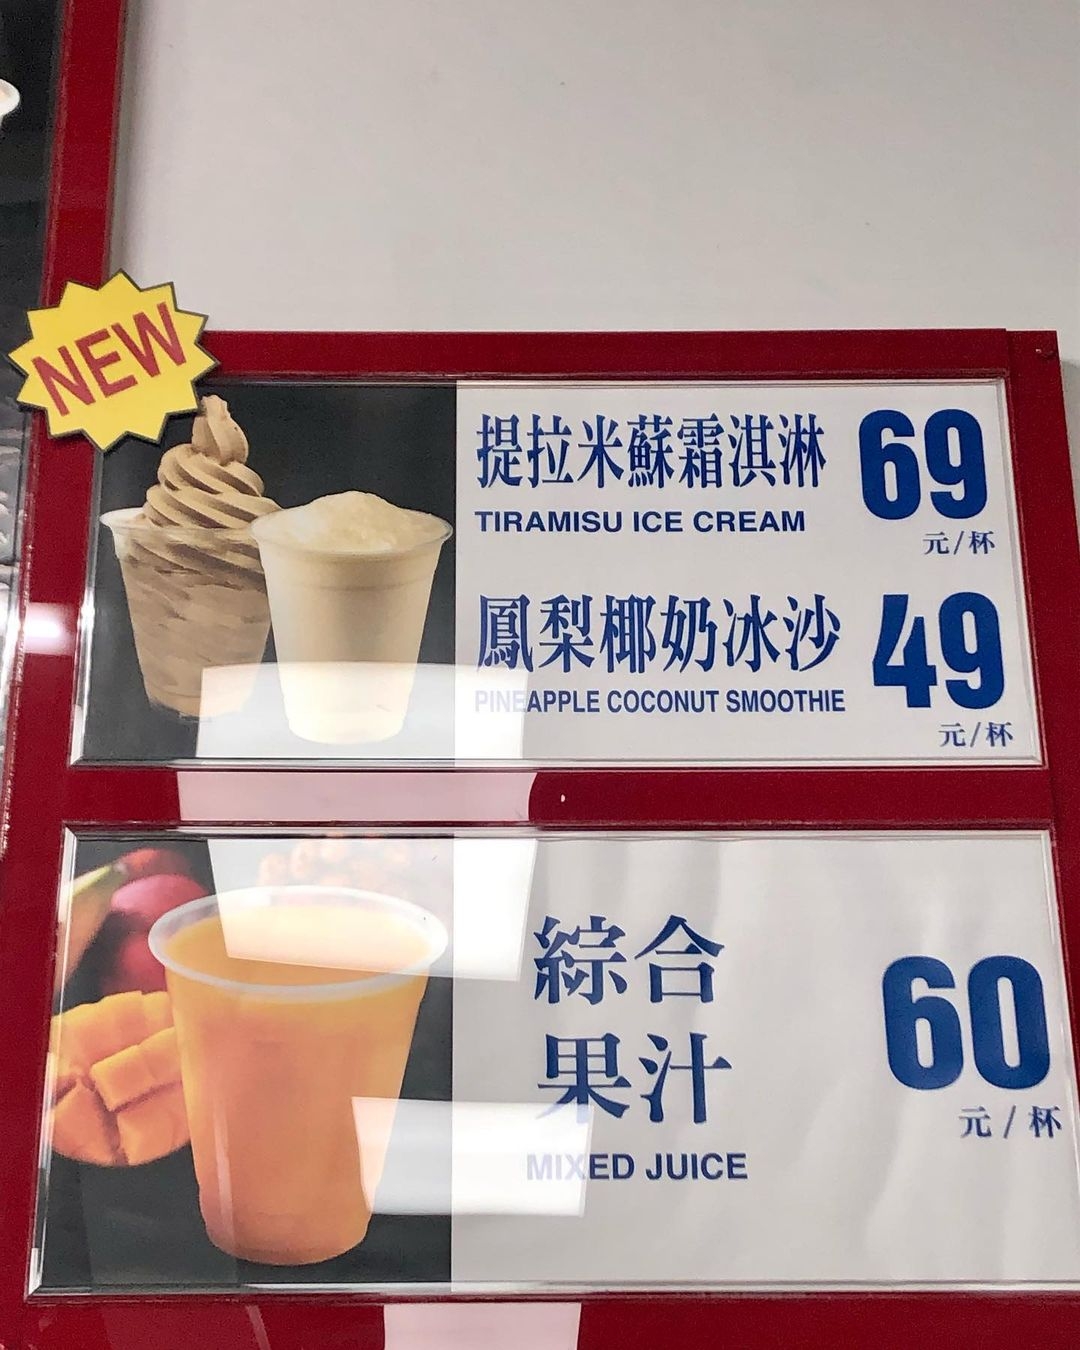 NEW
提拉米蘇霜淇淋
69
TIRAMISU ICE CREAM
元/杯
鳳梨椰奶冰沙
49
PINEAPPLE COCONUT SMOOTHIE
元/杯
綜合
果汁
60
元/杯
MIXED JUICE